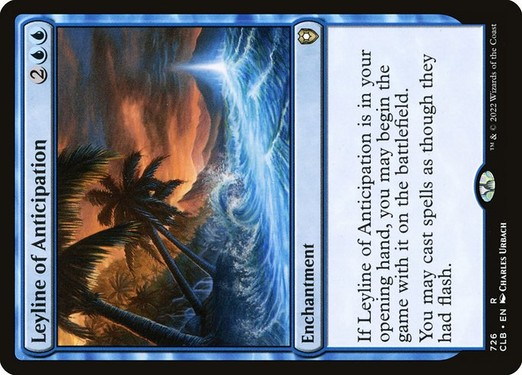 Leyline of Anticipation
2
Enchantment
If Leyline of Anticipation is in your
opening hand, you may begin the
game with it on the battlefield.
You may cast spells as though they
had flash.
726 R
CLB • EN CHARLES URBACH
™ & © 2022 Wizards of the Coast